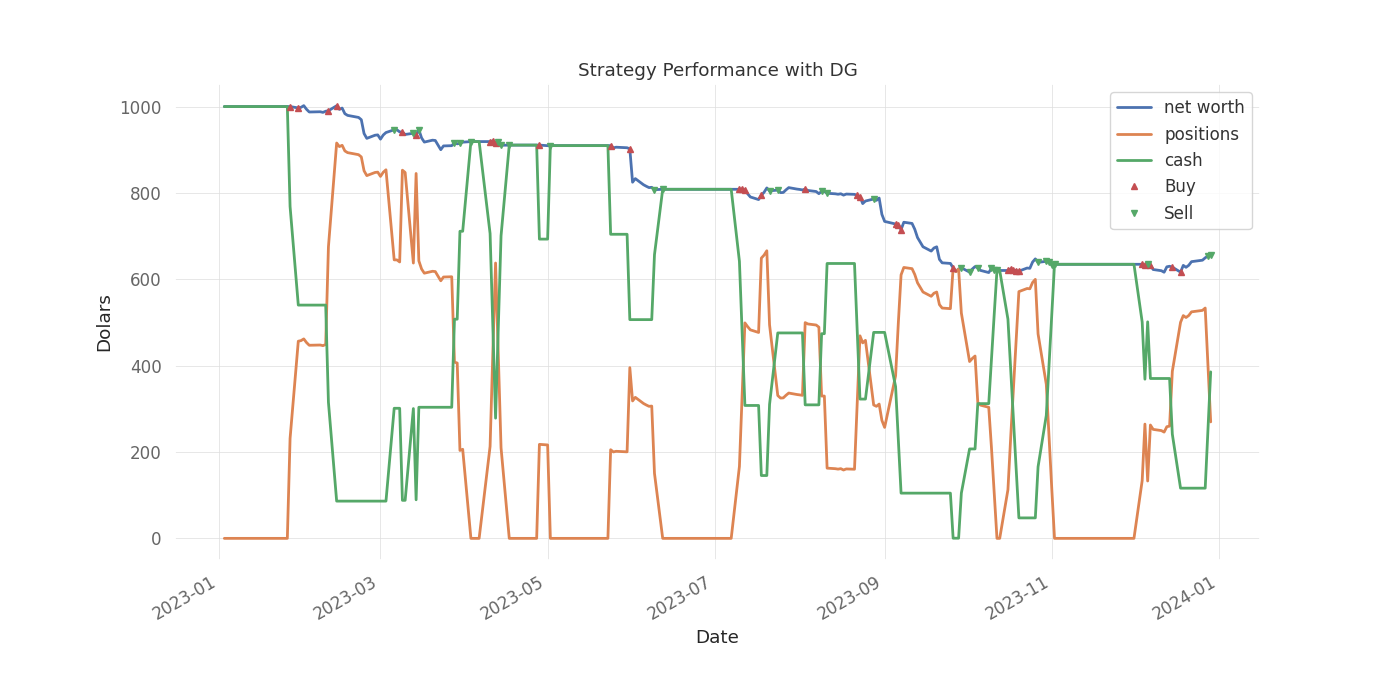 Strategy Performance with DG
net worth
positions
cash
Buy
Sell
1000
800
600
400
200
0
Dolars
2023-01
2023-03
2023-05
2023-07
2023-09
2023-11
2024-01
Date